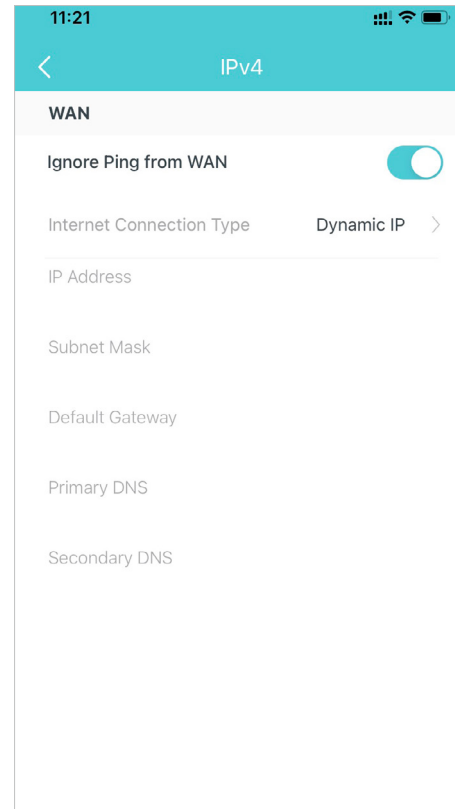 11:21
IPv4
WAN
Ignore Ping from WAN
Internet Connection Type Dynamic IP
IP Address
Subnet Mask
Default Gateway
Primary DNS
Secondary DNS